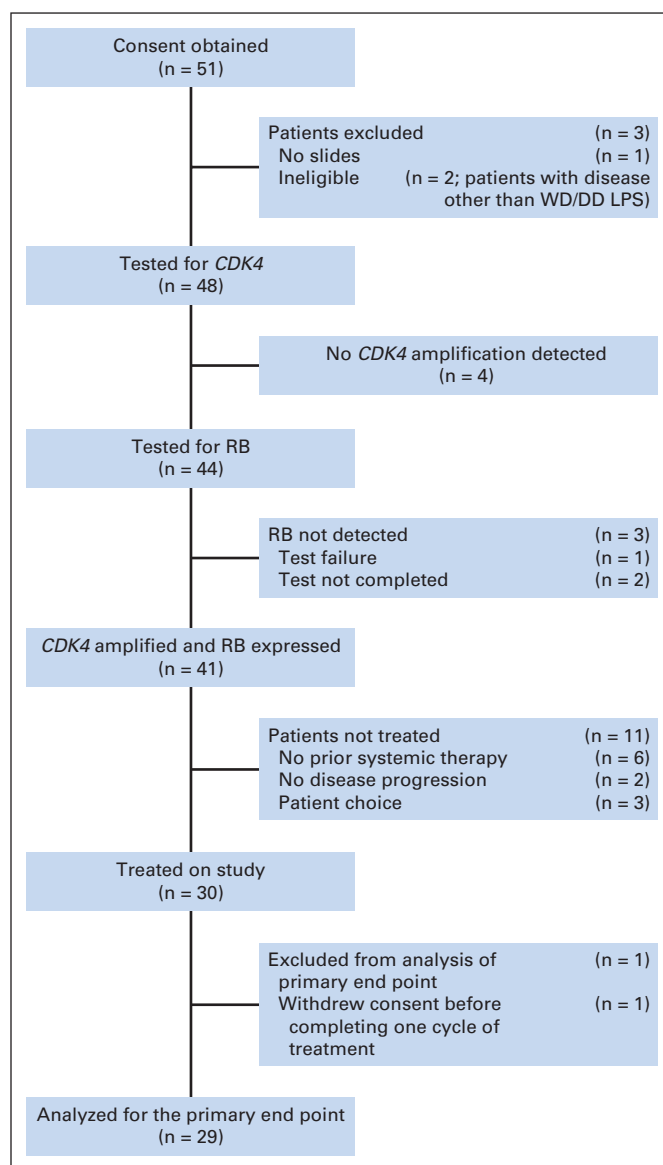 Consent obtained
(n = 51)
Patients excluded (n = 3)
No slides (n = 1)
Ineligible (n = 2; patients with disease
other than WD/DD LPS)
Tested for CDK4
(n = 48)
No CDK4 amplification detected
(n = 4)
Tested for RB
(n = 44)
RB not detected (n = 3)
Test failure (n = 1)
Test not completed (n = 2)
CDK4 amplified and RB expressed
(n = 41)
Patients not treated (n = 11)
No prior systemic therapy (n = 6)
No disease progression (n = 2)
Patient choice (n = 3)
Treated on study
(n = 30)
Excluded from analysis of (n = 1)
primary end point
Withdrew consent before (n = 1)
completing one cycle of
treatment
Analyzed for the primary end point
(n = 29)